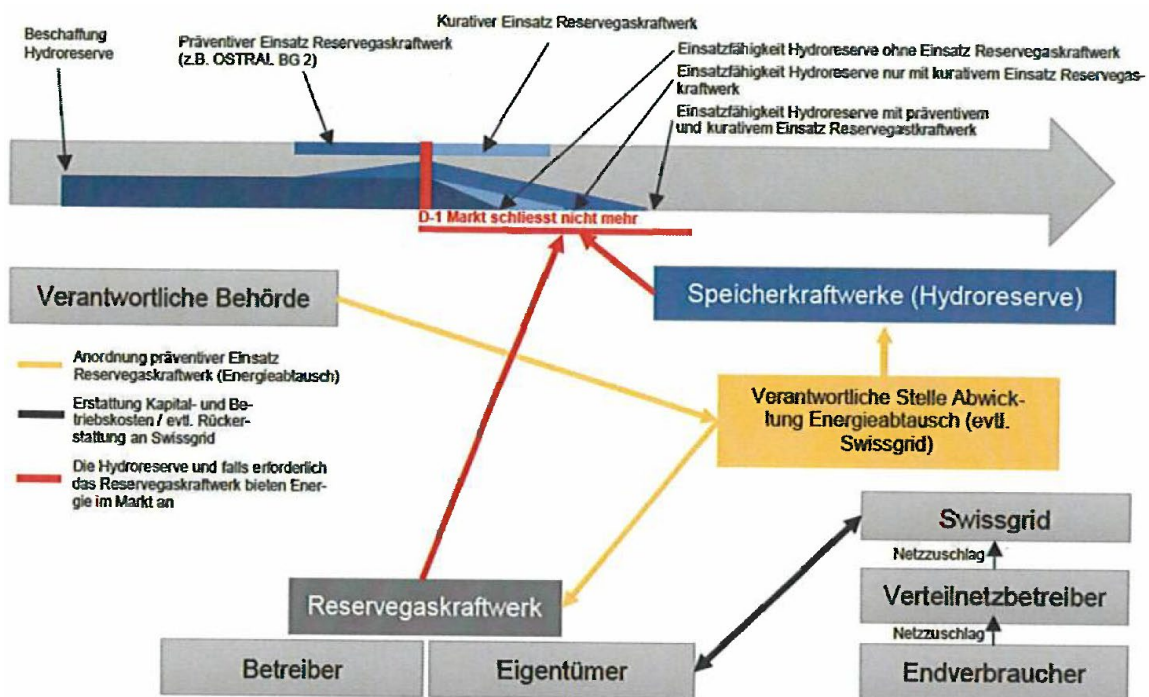 Beschaffung
Hydroreserve
Präventiver Einsatz Reservegaskraftwerk
(z.B. OSTRAL BG 2)
Kurativer Einsatz Reservegaskraftwerk
Einsatzfähigkeit Hydroreserve ohne Einsatz Reservegaskraftwerk
Einsatzfähigkeit Hydroreserve nur mit kurativem Einsatz Reservegas-
kraftwerk
Einsatzfähigkeit Hydroreserve mit präventivem
und kurativem Einsatz Reservegastkraftwerk
D-1 Markt schliesst nicht mehr
Verantwortliche Behörde
Speicherkraftwerke (Hydroreserve)
Anordnung präventiver Einsatz
Reservegaskraftwerk (Energieabtausch)
Erstattung Kapital- und Be-
triebskosten / evtl. Rücker-
stattung an Swissgrid
Die Hydroreserve und falls erforderlich
das Reservegaskraftwerk bieten Ener-
gie im Markt an
Verantwortliche Stelle Abwick-
lung Energieabtausch (evtl.
Swissgrid)
Swissgrid
Netzzuschlag
Verteilnetzbetreiber
Netzzuschlag
Endverbraucher
Reservegaskraftwerk
Betreiber
Eigentümer